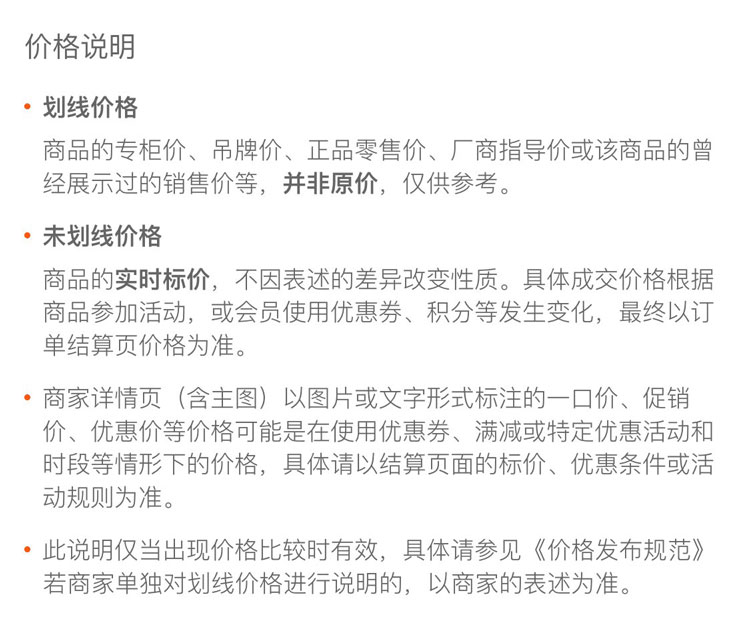 价格说明
划线价格
商品的专柜价、吊牌价、正品零售价、厂商指导价或该商品的曾
经展示过的销售价等，并非原价，仅供参考。
未划线价格
商品的实时标价，不因表述的差异改变性质。具体成交价格根据
商品参加活动，或会员使用优惠券、积分等发生变化，最终以订
单结算页价格为准。
商家详情页（含主图）以图片或文字形式标注的一口价、促销
价、优惠价等价格可能是在使用优惠券、满减或特定优惠活动和
时段等情形下的价格，具体请以结算页面的标价、优惠条件或活
动规则为准。
此说明仅当出现价格比较时有效，具体请参见《价格发布规范》
若商家单独对划线价格进行说明的，以商家的表述为准。